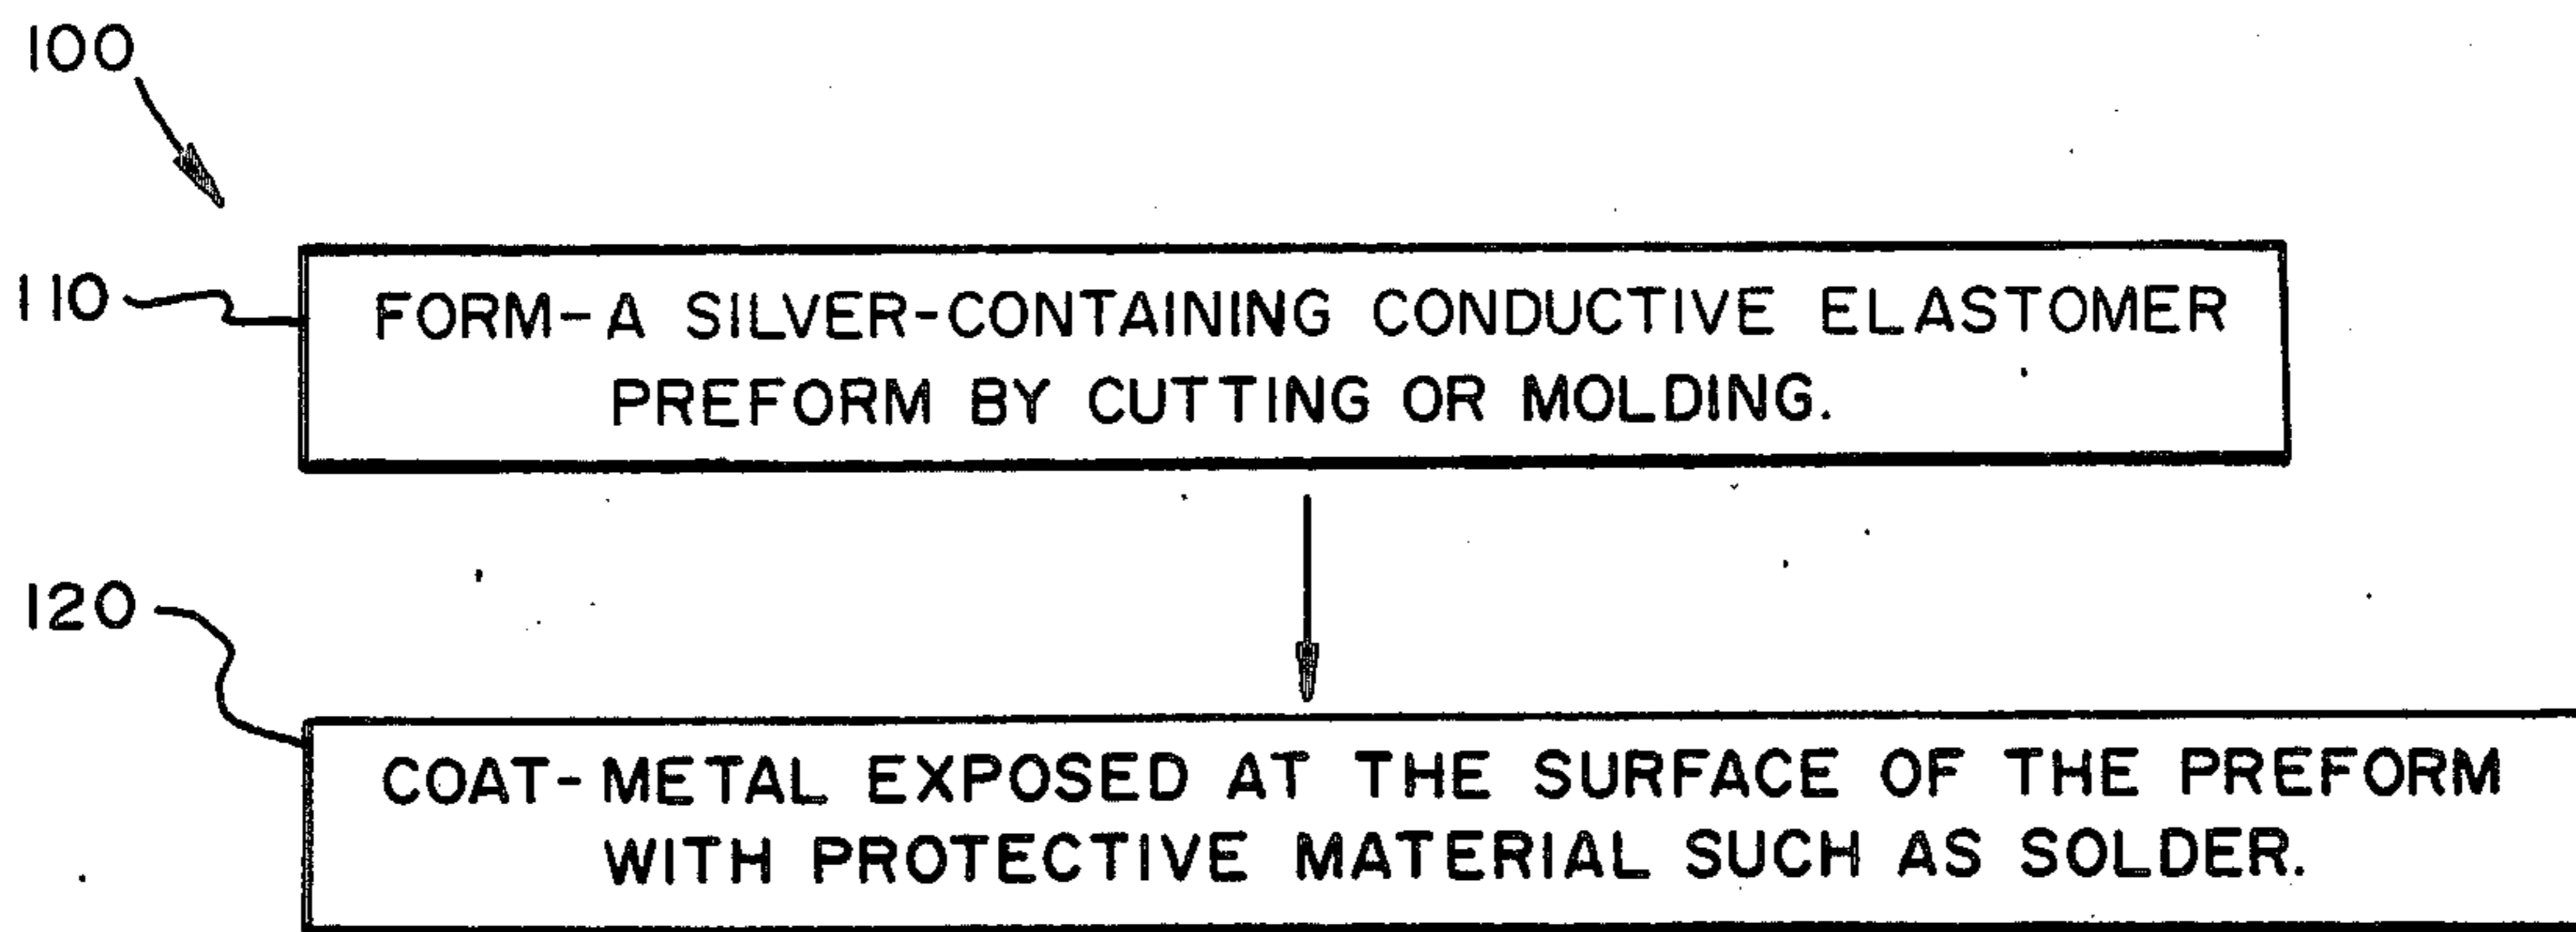 100
110
FORM-A SILVER-CONTAINING CONDUCTIVE ELASTOMER
PREFORM BY CUTTING OR MOLDING.
120
COAT-METAL EXPOSED AT THE SURFACE OF THE PREFORM
WITH PROTECTIVE MATERIAL SUCH AS SOLDER.